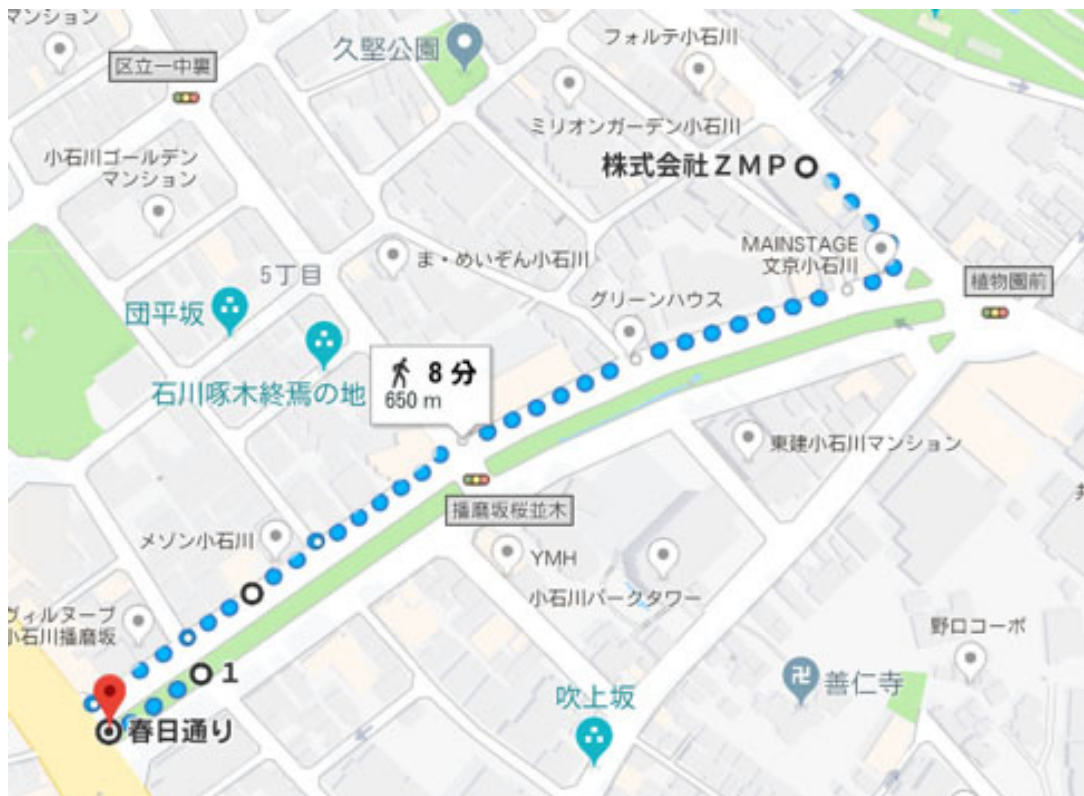 マンション
区立一中裏
久堅公園
フォルテ小石川
ミリオンガーデン小石川
小石川ゴールデン
マンション
株式会社ZMP
MAINSTAGE
文京小石川
ま・めいぞん小石川
5丁目
植物園前
グリーンハウス
団平坂
石川啄木終焉の地
8 分
650 m
東建小石川マンション
播磨坂桜並木
メゾン小石川
YMH
小石川パークタワー
ヴィルヌーブ
小石川播磨坂
野口コーポ
1
善仁寺
吹上坂
春日通り